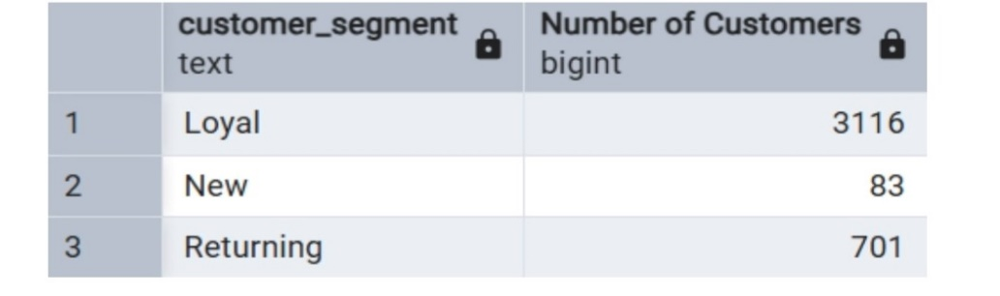 customer_segment Number of Customers
text bigint
1 Loyal 3116
2 New 83
3 Returning 701